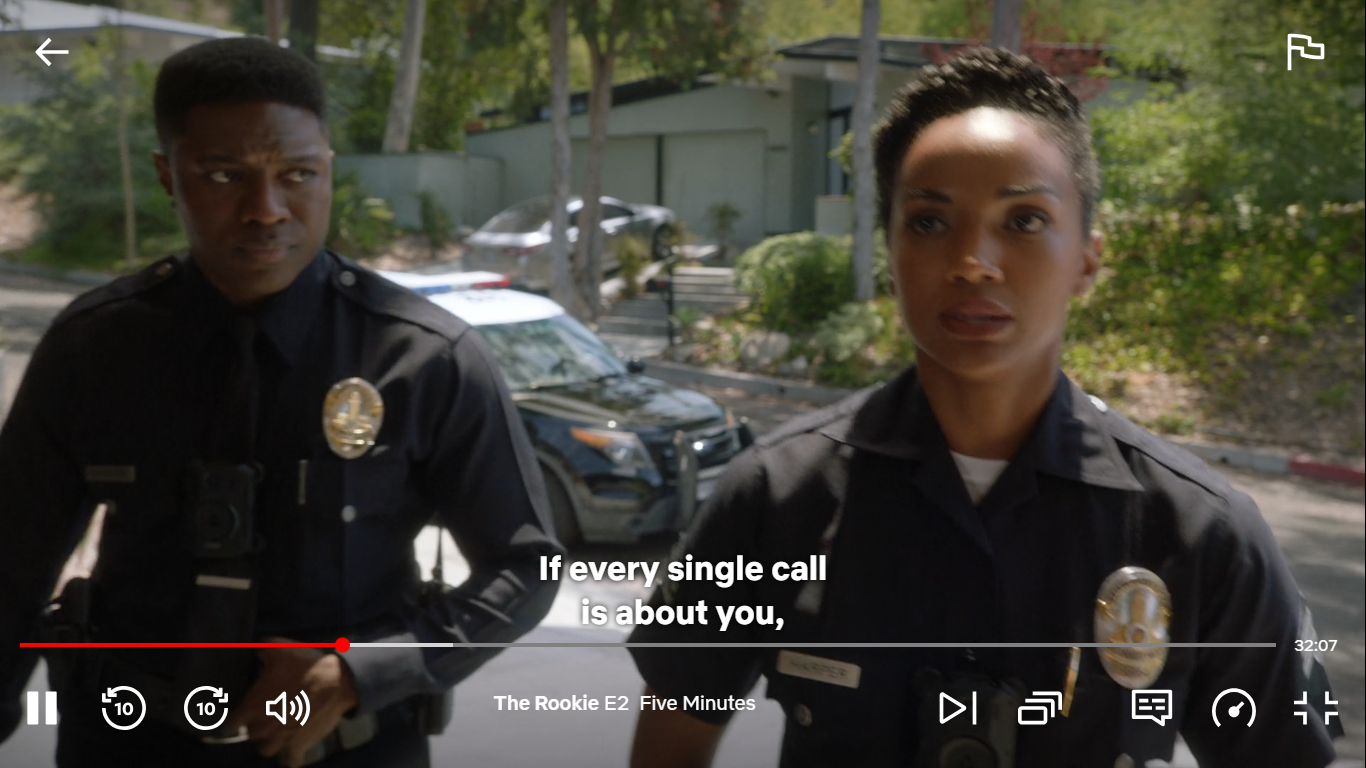 If every single call
is about you,
32:07
10
10
The Rookie E2 Five Minutes
HARPER